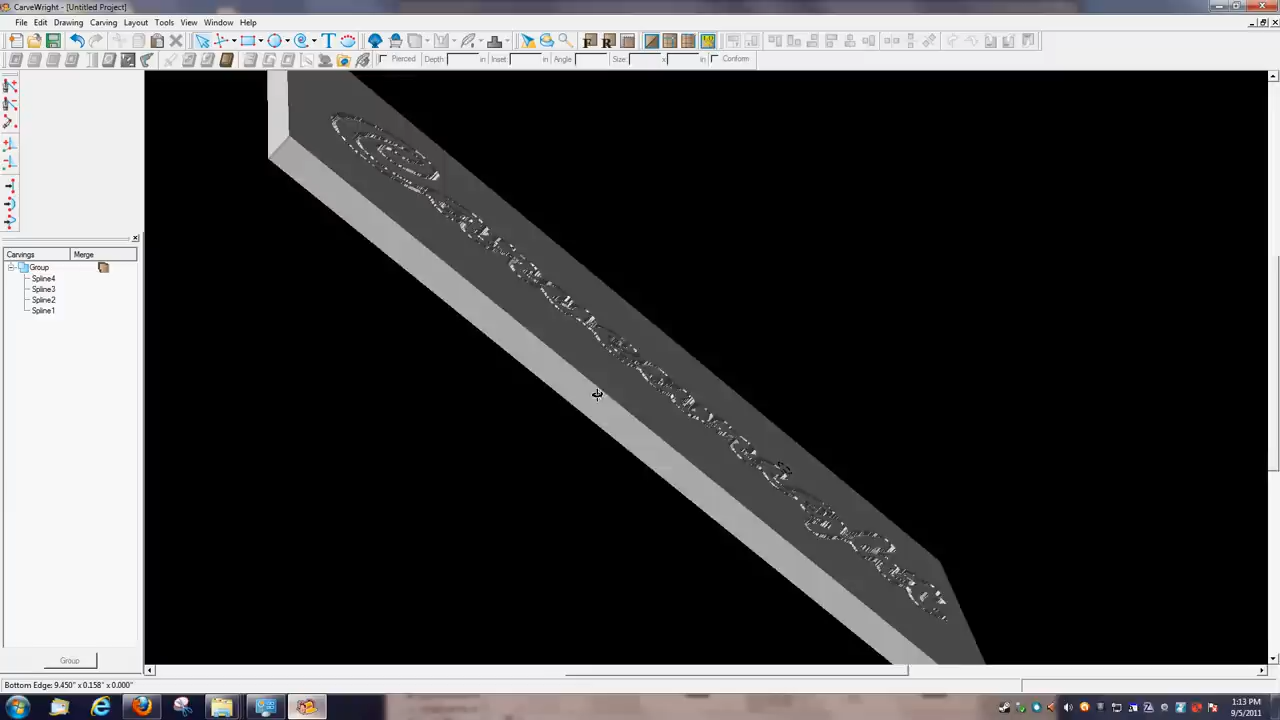 CarveWright - [Untitled Project]
File Edit Drawing Carving Layout Tools View Window Help
Pierced Depth: in Inset: in Angle Size: x in Conform
Carvings Merge
Group
Spline4
Spline3
Spline2
Spline1
Group
Bottom Edge: 9.450" x 0.158" x 0.000"
1:13 PM
9/5/2011